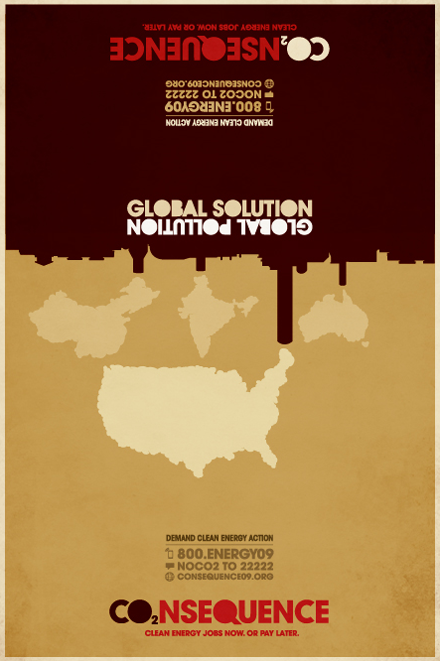 GLOBAL SOLUTION
DEMAND CLEAN ENERGY ACTION
800.ENERGY09
NOCO2 TO 22222
CONSEQUENCE09.ORG
CO₂NSEQUENCE
CLEAN ENERGY JOBS NOW. OR PAY LATER.
GLOBAL POLLUTION
DEMAND CLEAN ENERGY ACTION
800.ENERGY09
NOCO2 TO 22222
CONSEQUENCE09.ORG
CO₂NSEQUENCE
CLEAN ENERGY JOBS NOW. OR PAY LATER.